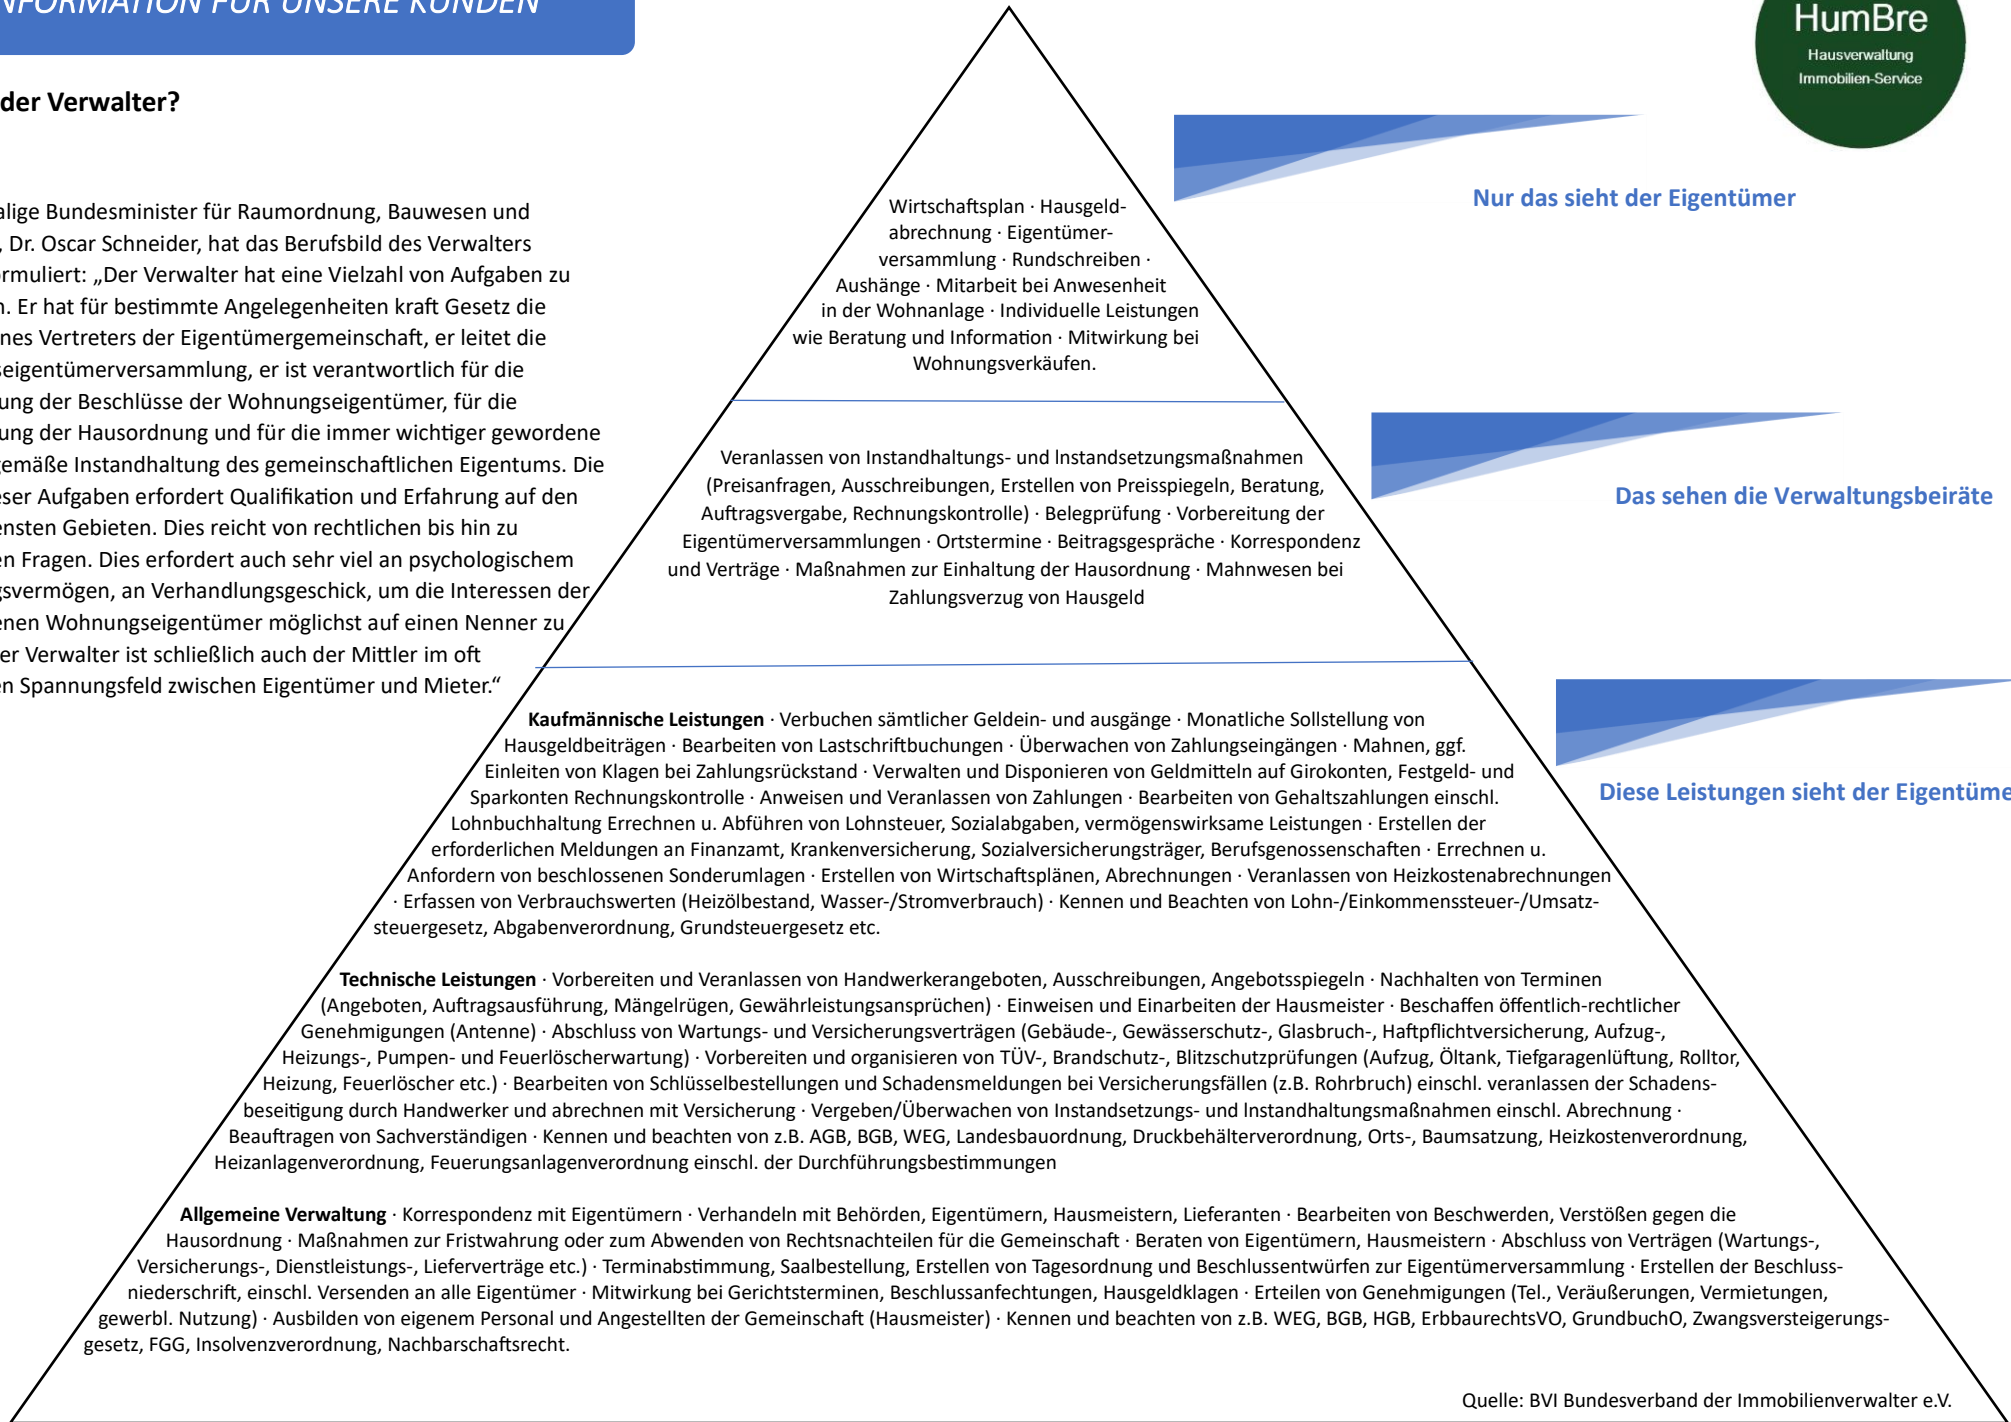 INFORMATION FÜR UNSERE KUNDEN
HumBre
Hausverwaltung
Immobilien-Service
der Verwalter?
alige Bundesminister für Raumordnung, Bauwesen und
, Dr. Oscar Schneider, hat das Berufsbild des Verwalters
ormuliert: „Der Verwalter hat eine Vielzahl von Aufgaben zu
n. Er hat für bestimmte Angelegenheiten kraft Gesetz die
nes Vertreters der Eigentümergemeinschaft, er leitet die
seigentümerversammlung, er ist verantwortlich für die
ung der Beschlüsse der Wohnungseigentümer, für die
ung der Hausordnung und für die immer wichtiger gewordene
gemäße Instandhaltung des gemeinschaftlichen Eigentums. Die
eser Aufgaben erfordert Qualifikation und Erfahrung auf den
ensten Gebieten. Dies reicht von rechtlichen bis hin zu
en Fragen. Dies erfordert auch sehr viel an psychologischem
gsvermögen, an Verhandlungsgeschick, um die Interessen der
enen Wohnungseigentümer möglichst auf einen Nenner zu
er Verwalter ist schließlich auch der Mittler im oft
en Spannungsfeld zwischen Eigentümer und Mieter.“
Wirtschaftsplan · Hausgeld-
abrechnung · Eigentümer-
versammlung · Rundschreiben ·
Aushänge · Mitarbeit bei Anwesenheit
in der Wohnanlage · Individuelle Leistungen
wie Beratung und Information · Mitwirkung bei
Wohnungsverkäufen.
Nur das sieht der Eigentümer
Veranlassen von Instandhaltungs- und lnstandsetzungsmaßnahmen
(Preisanfragen, Ausschreibungen, Erstellen von Preisspiegeln, Beratung,
Auftragsvergabe, Rechnungskontrolle) · Belegprüfung · Vorbereitung der
Eigentümerversammlungen · Ortstermine · Beitragsgespräche · Korrespondenz
und Verträge · Maßnahmen zur Einhaltung der Hausordnung · Mahnwesen bei
Zahlungsverzug von Hausgeld
Das sehen die Verwaltungsbeiräte
Kaufmännische Leistungen · Verbuchen sämtlicher Geldein- und ausgänge · Monatliche Sollstellung von
Hausgeldbeiträgen · Bearbeiten von Lastschriftbuchungen · Überwachen von Zahlungseingängen · Mahnen, ggf.
Einleiten von Klagen bei Zahlungsrückstand · Verwalten und Disponieren von Geldmitteln auf Girokonten, Festgeld- und
Sparkonten Rechnungskontrolle · Anweisen und Veranlassen von Zahlungen · Bearbeiten von Gehaltszahlungen einschl.
Lohnbuchhaltung Errechnen u. Abführen von Lohnsteuer, Sozialabgaben, vermögenswirksame Leistungen · Erstellen der
erforderlichen Meldungen an Finanzamt, Krankenversicherung, Sozialversicherungsträger, Berufsgenossenschaften · Errechnen u.
Anfordern von beschlossenen Sonderumlagen · Erstellen von Wirtschaftsplänen, Abrechnungen · Veranlassen von Heizkostenabrechnungen
· Erfassen von Verbrauchswerten (Heizölbestand, Wasser-/Stromverbrauch) · Kennen und Beachten von Lohn-/Einkommenssteuer-/Umsatz-
steuergesetz, Abgabenverordnung, Grundsteuergesetz etc.
Diese Leistungen sieht der Eigentüme
Technische Leistungen · Vorbereiten und Veranlassen von Handwerkerangeboten, Ausschreibungen, Angebotsspiegeln · Nachhalten von Terminen
(Angeboten, Auftragsausführung, Mängelrügen, Gewährleistungsansprüchen) · Einweisen und Einarbeiten der Hausmeister · Beschaffen öffentlich-rechtlicher
Genehmigungen (Antenne) · Abschluss von Wartungs- und Versicherungsverträgen (Gebäude-, Gewässerschutz-, Glasbruch-, Haftpflichtversicherung, Aufzug-,
Heizungs-, Pumpen- und Feuerlöscherwartung) · Vorbereiten und organisieren von TÜV-, Brandschutz-, Blitzschutzprüfungen (Aufzug, Öltank, Tiefgaragenlüftung, Rolltor,
Heizung, Feuerlöscher etc.) · Bearbeiten von Schlüsselbestellungen und Schadensmeldungen bei Versicherungsfällen (z.B. Rohrbruch) einschl. veranlassen der Schadens-
beseitigung durch Handwerker und abrechnen mit Versicherung · Vergeben/Überwachen von Instandsetzungs- und lnstandhaltungsmaßnahmen einschl. Abrechnung ·
Beauftragen von Sachverständigen · Kennen und beachten von z.B. AGB, BGB, WEG, Landesbauordnung, Druckbehälterverordnung, Orts-, Baumsatzung, Heizkostenverordnung,
Heizanlagenverordnung, Feuerungsanlagenverordnung einschl. der Durchführungsbestimmungen
Allgemeine Verwaltung · Korrespondenz mit Eigentümern · Verhandeln mit Behörden, Eigentümern, Hausmeistern, Lieferanten · Bearbeiten von Beschwerden, Verstößen gegen die
Hausordnung · Maßnahmen zur Fristwahrung oder zum Abwenden von Rechtsnachteilen für die Gemeinschaft · Beraten von Eigentümern, Hausmeistern · Abschluss von Verträgen (Wartungs-,
Versicherungs-, Dienstleistungs-, Lieferverträge etc.) · Terminabstimmung, Saalbestellung, Erstellen von Tagesordnung und Beschlussentwürfen zur Eigentümerversammlung · Erstellen der Beschluss-
niederschrift, einschl. Versenden an alle Eigentümer · Mitwirkung bei Gerichtsterminen, Beschlussanfechtungen, Hausgeldklagen · Erteilen von Genehmigungen (Tel., Veräußerungen, Vermietungen,
gewerbl. Nutzung) · Ausbilden von eigenem Personal und Angestellten der Gemeinschaft (Hausmeister) · Kennen und beachten von z.B. WEG, BGB, HGB, ErbbaurechtsVO, GrundbuchO, Zwangsversteigerungs-
gesetz, FGG, Insolvenzverordnung, Nachbarschaftsrecht.
Quelle: BVI Bundesverband der Immobilienverwalter e.V.